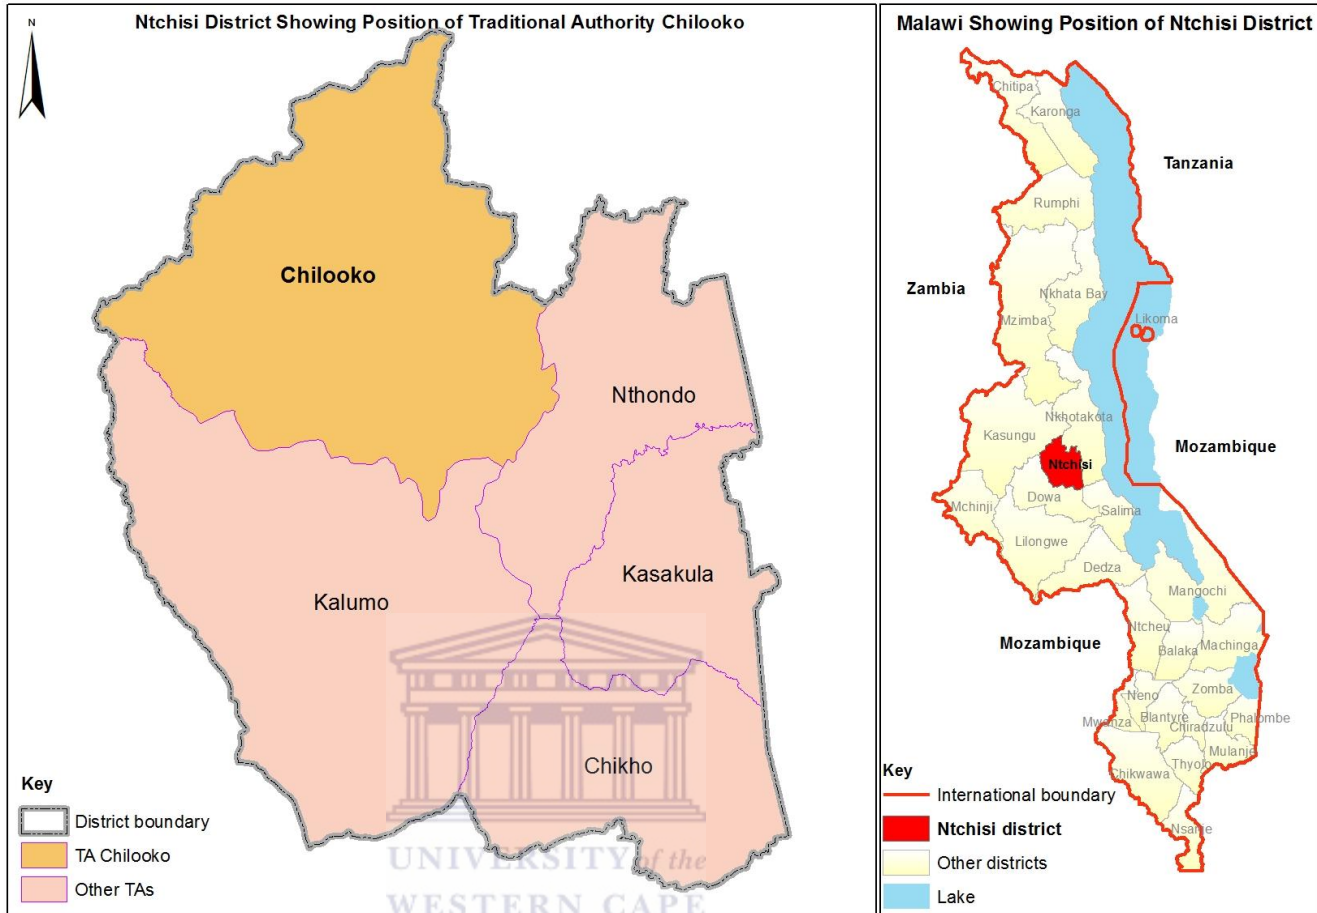 Ntchisi District Showing Position of Traditional Authority Chilooko
N
Chilooko
Nthondo
Kasakula
Kalumo
Chikho
Key
District boundary
TA Chilooko
Other TAs
UNIVERSITY of the
WESTERN CAPE
Malawi Showing Position of Ntchisi District
Chitipa
Karonga
Tanzania
Rumphi
Zambia
Nkhata Bay
Mzimba
Likoma
Nkhotakota
Kasungu
Mozambique
Ntchisi
Dowa
Mchinji
Salima
Lilongwe
Dedza
Mangochi
Ntcheu
Mozambique
Machinga
Balaka
Neno
Zomba
Mwanza
Blantyre
Phalombe
Chiradzulu
Mulanje
Thyolo
Chikwawa
Nsanje
Key
International boundary
Ntchisi district
Other districts
Lake